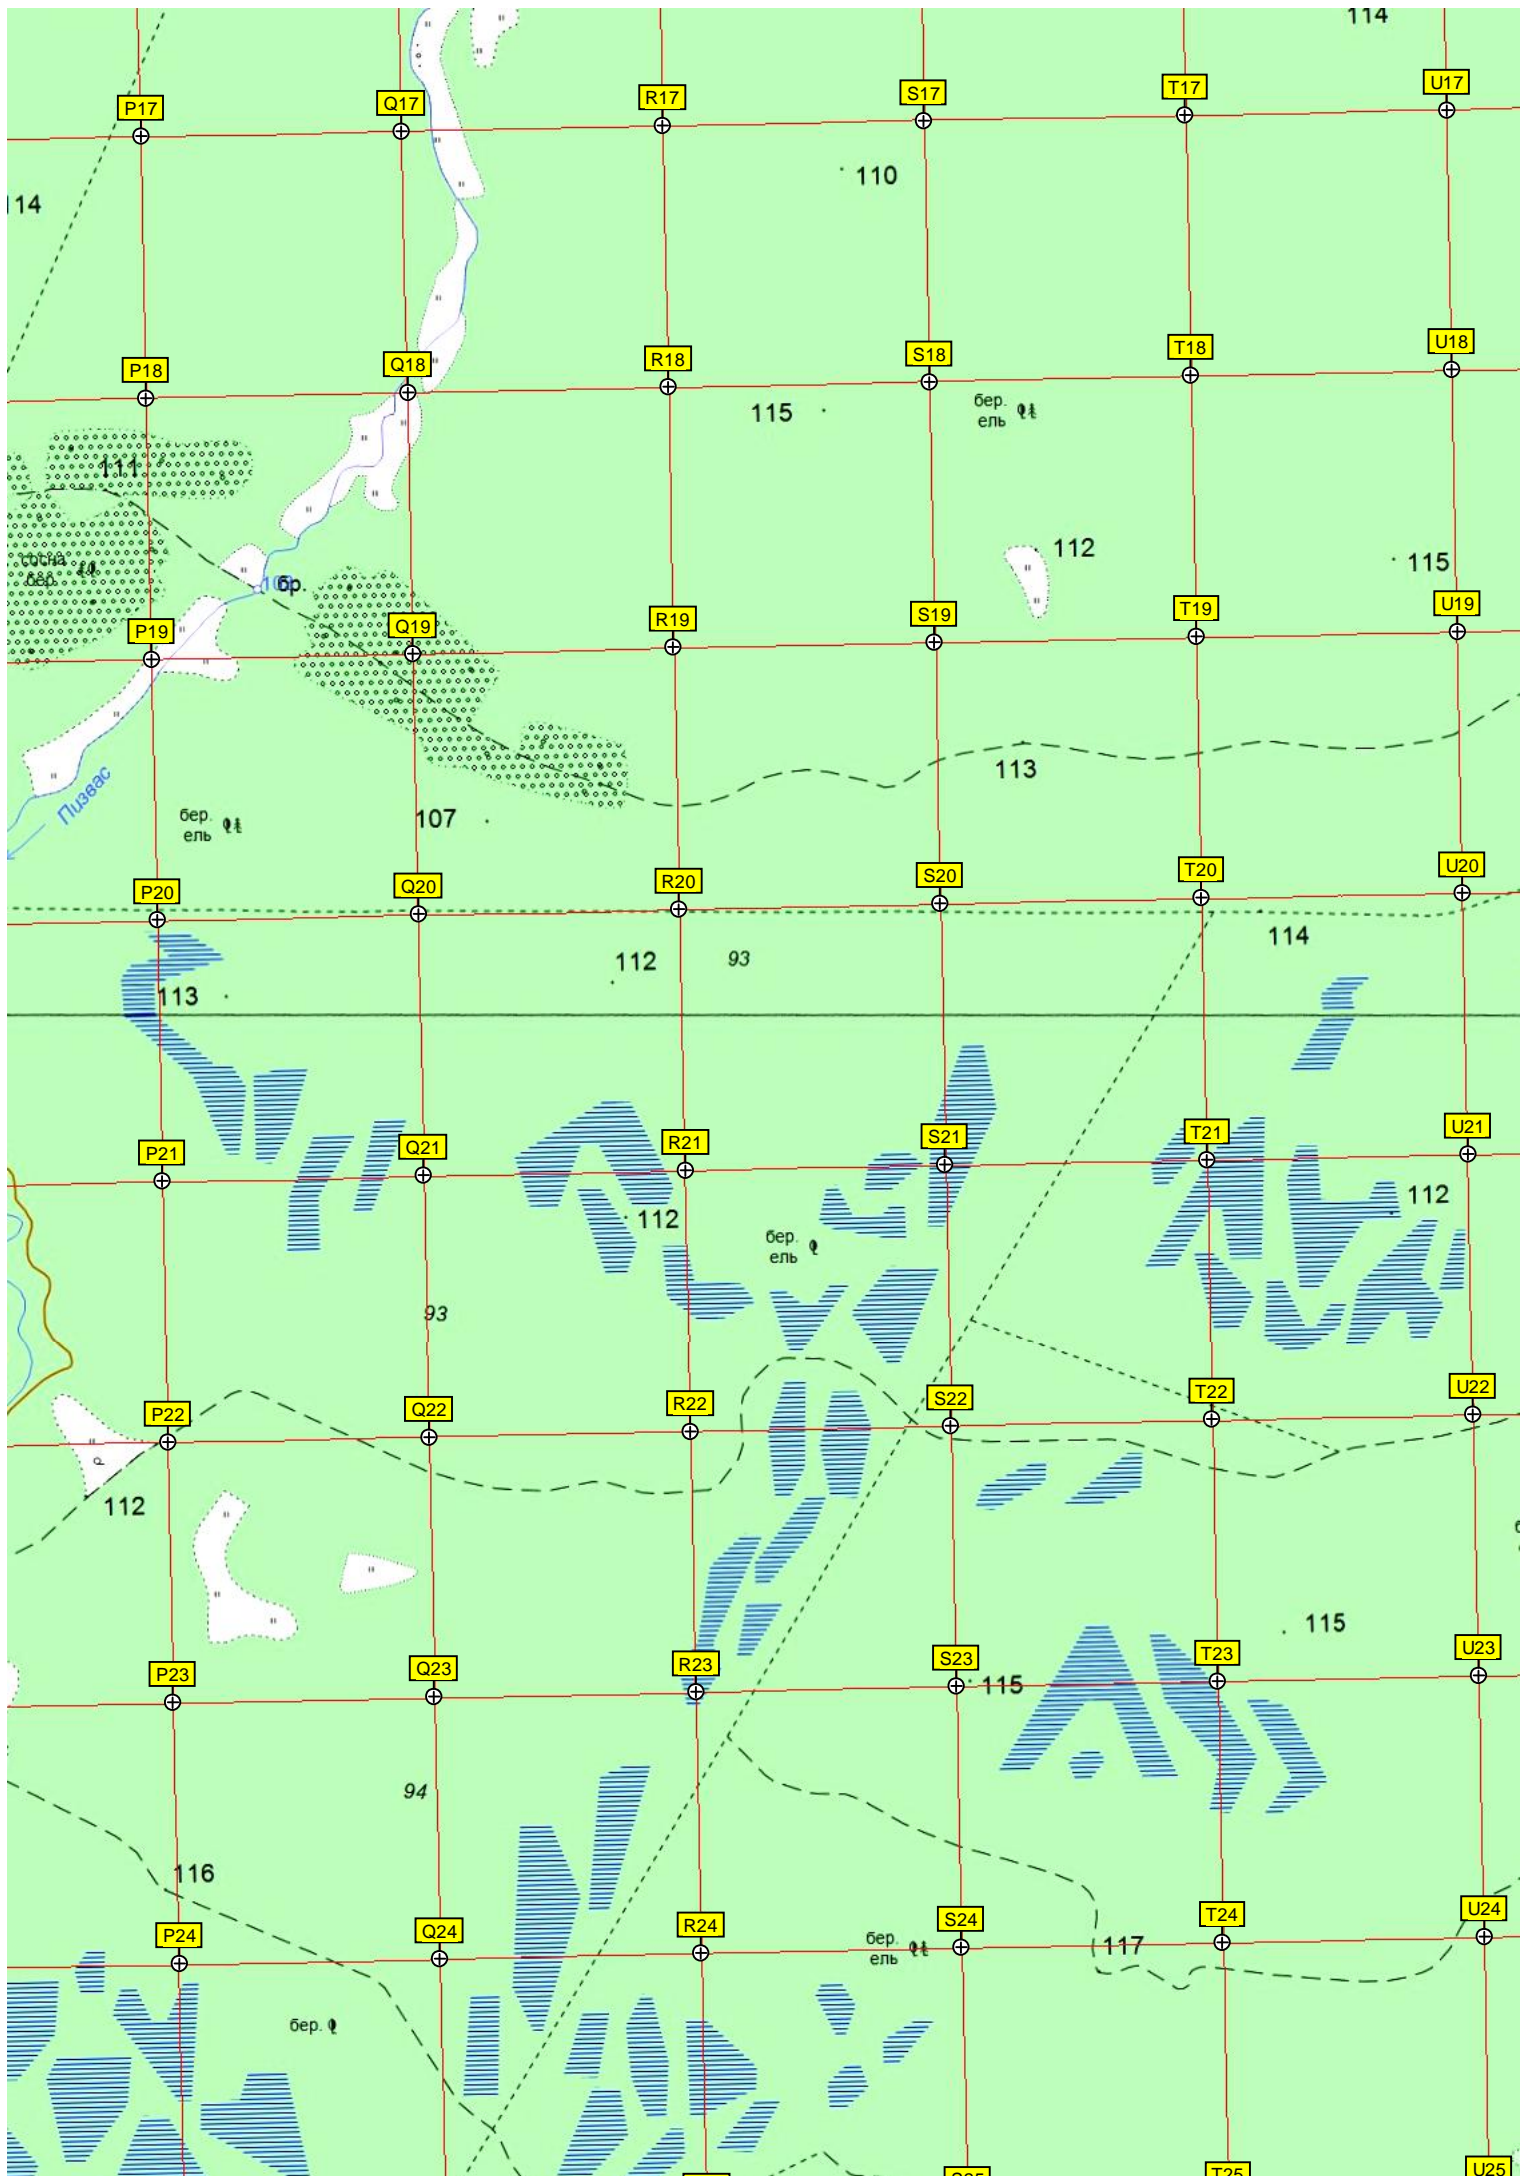 114
P17
Q17
R17
S17
T17
U17
110
114
P18
Q18
R18
S18
T18
U18
115
бер.
ель
111
112
115
сосна
бер.
бр.
P19
Q19
R19
S19
T19
U19
113
Пизвас
бер.
ель
107
P20
Q20
R20
S20
T20
U20
114
112
93
113
P21
Q21
R21
S21
T21
U21
112
112
бер.
ель
93
P22
Q22
R22
S22
T22
U22
112
115
P23
Q23
R23
S23
T23
U23
115
94
116
P24
Q24
R24
S24
T24
U24
бер.
ель
117
бер.
T25
U25